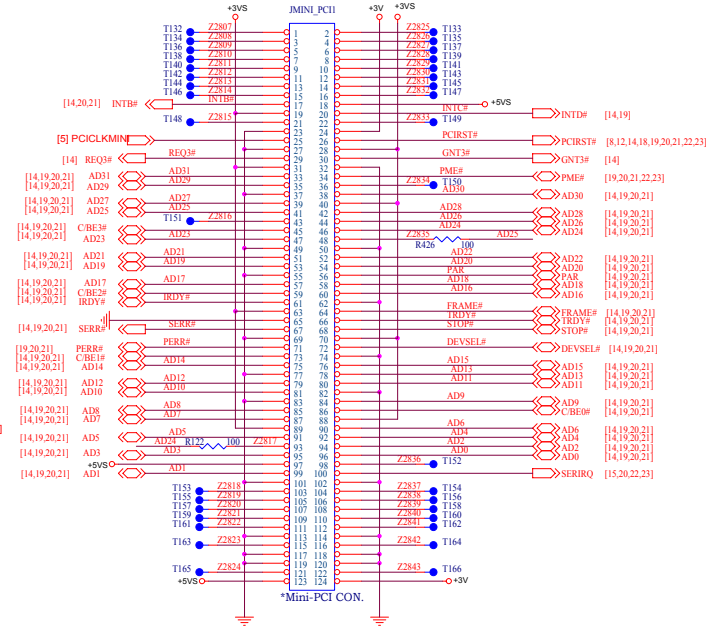 +3VS JMINI_PCI1 +3V +3VS
T132 Z2807 1 2 Z2825 T133
T134 Z2808 3 4 Z2826 T135
T136 Z2809 5 6 Z2827 T137
T138 Z2810 7 8 Z2828 T139
T140 Z2811 9 10 Z2829 T141
T142 Z2812 11 12 Z2830 T143
T144 Z2813 13 14 Z2831 T145
T146 Z2814 15 16 Z2832 T147
[14,20,21] INTB# INTB# 17 18 +5VS
19 20 INTC# INTD# [14,19]
T148 Z2815 21 22 Z2833 T149
23 24
[5] PCICLKMINI 25 26 PCIRST# PCIRST# [8,12,14,18,19,20,21,22,23]
27 28
[14] REQ3# REQ3# 29 30 GNT3# GNT3# [14]
31 32
[14,19,20,21] AD31 AD31 33 34 PME# PME# [19,20,21,22,23]
[14,19,20,21] AD29 AD29 35 36 Z2834 T150
37 38 AD30 AD30 [14,19,20,21]
[14,19,20,21] AD27 AD27 39 40
[14,19,20,21] AD25 AD25 41 42 AD28 AD28 [14,19,20,21]
T151 Z2816 43 44 AD26 AD26 [14,19,20,21]
[14,19,20,21] C/BE3# 45 46 AD24 AD24 [14,19,20,21]
[14,19,20,21] AD23 AD23 47 48 Z2835 R426 100 AD25
49 50
[14,19,20,21] AD21 AD21 51 52 AD22 AD22 [14,19,20,21]
[14,19,20,21] AD19 AD19 53 54 AD20 AD20 [14,19,20,21]
55 56 PAR PAR [14,19,20,21]
[14,19,20,21] AD17 AD17 57 58 AD18 AD18 [14,19,20,21]
[14,19,20,21] C/BE2# 59 60 AD16 AD16 [14,19,20,21]
[14,19,20,21] IRDY# IRDY# 61 62
63 64 FRAME# FRAME# [14,19,20,21]
65 66 TRDY# TRDY# [14,19,20,21]
[14,19,20,21] SERR# SERR# 67 68 STOP# STOP# [14,19,20,21]
69 70
[19,20,21] PERR# PERR# 71 72 DEVSEL# DEVSEL# [14,19,20,21]
[14,19,20,21] C/BE1# 73 74
[14,19,20,21] AD14 AD14 75 76 AD15 AD15 [14,19,20,21]
77 78 AD13 AD13 [14,19,20,21]
[14,19,20,21] AD12 AD12 79 80 AD11 AD11 [14,19,20,21]
[14,19,20,21] AD10 AD10 81 82
83 84 AD9 AD9 [14,19,20,21]
[14,19,20,21] AD8 AD8 85 86 C/BE0# [14,19,20,21]
[14,19,20,21] AD7 AD7 87 88
89 90 AD6 AD6 [14,19,20,21]
] [14,19,20,21] AD5 AD5 91 92 AD4 AD4 [14,19,20,21]
AD24 R122 100 Z2817 93 94 AD2 AD2 [14,19,20,21]
[14,19,20,21] AD3 AD3 95 96 AD0 AD0 [14,19,20,21]
+5VS 97 98 Z2836 T152
[14,19,20,21] AD1 AD1 99 100 SERIRQ [15,20,22,23]
101 102
T153 Z2818 103 104 Z2837 T154
T155 Z2819 105 106 Z2838 T156
T157 Z2820 107 108 Z2839 T158
T159 Z2821 109 110 Z2840 T160
T161 Z2822 111 112 Z2841 T162
113 114
T163 Z2823 115 116 Z2842 T164
117 118
119 120
T165 Z2824 121 122 Z2843 T166
+5VS 123 124 +3V
*Mini-PCI CON.